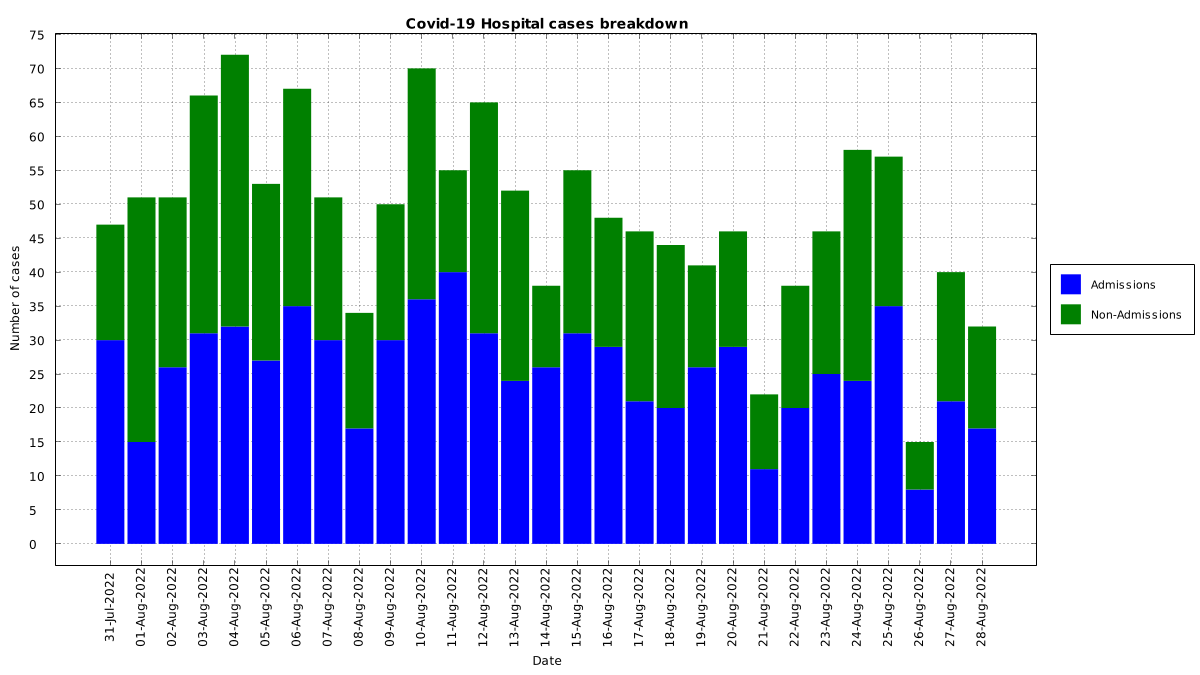 Covid-19 Hospital cases breakdown
75
70
65
60
55
50
45
40
35
30
25
20
15
10
5
0
Number of cases
31-Jul-2022
01-Aug-2022
02-Aug-2022
03-Aug-2022
04-Aug-2022
05-Aug-2022
06-Aug-2022
07-Aug-2022
08-Aug-2022
09-Aug-2022
10-Aug-2022
11-Aug-2022
12-Aug-2022
13-Aug-2022
14-Aug-2022
15-Aug-2022
16-Aug-2022
17-Aug-2022
18-Aug-2022
19-Aug-2022
20-Aug-2022
21-Aug-2022
22-Aug-2022
23-Aug-2022
24-Aug-2022
25-Aug-2022
26-Aug-2022
27-Aug-2022
28-Aug-2022
Date
Admissions
Non-Admissions